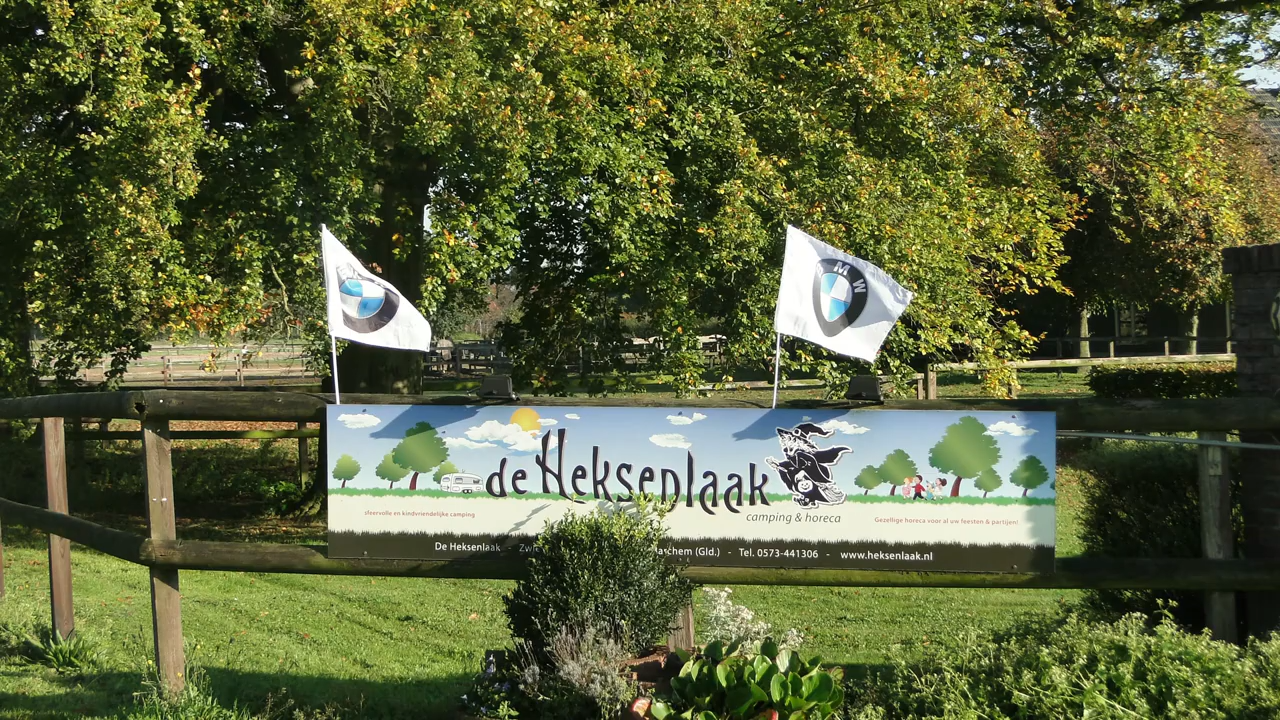 BMW
de Heksenlaak
camping & horeca
sfeervolle en kindvriendelijke camping
Gezellige horeca voor al uw feesten & partijen!
De Heksenlaak (Gld.) - Tel. 0573-441306 - www.heksenlaak.nl